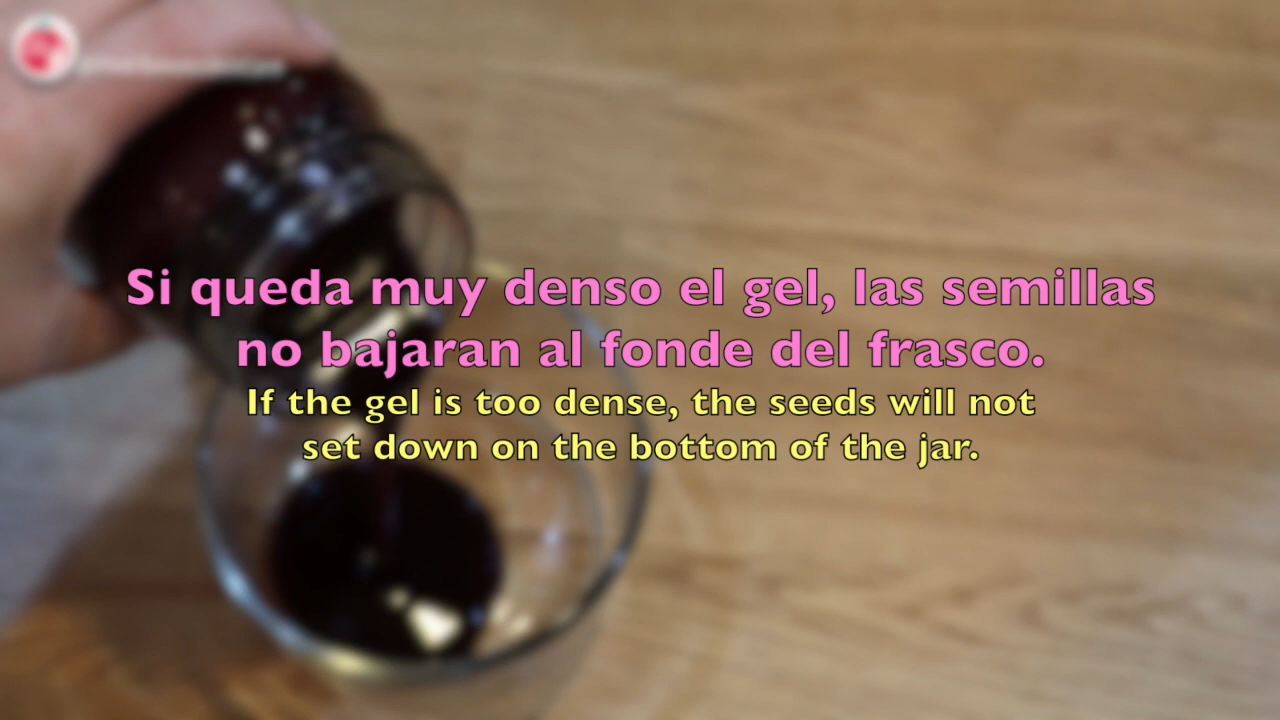 Si queda muy denso el gel, las semillas
no bajaran al fonde del frasco.
If the gel is too dense, the seeds will not
set down on the bottom of the jar.